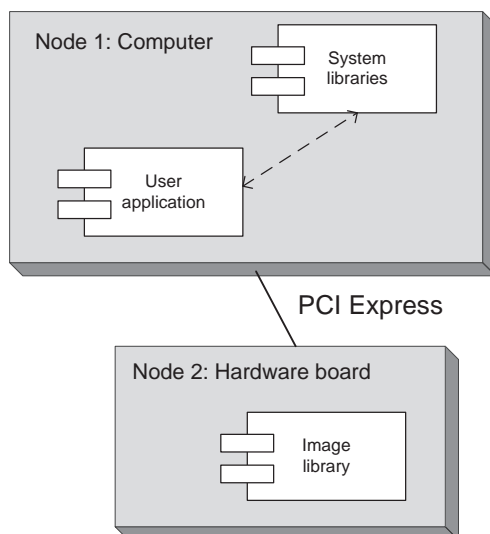 Node 1: Computer
System
libraries
User
application
PCI Express
Node 2: Hardware board
Image
library